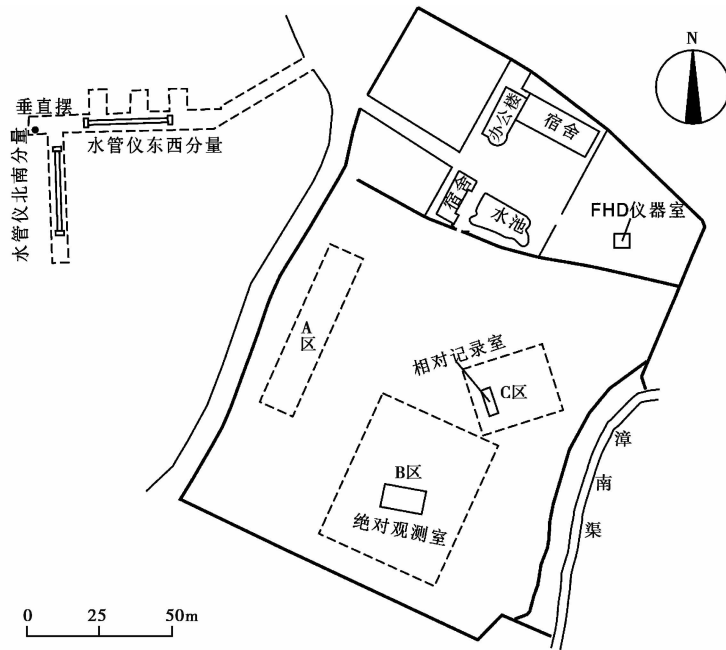 N
垂直摆
水管仪东西分量
水管仪北南分量
办公楼
宿舍
宿舍
水池
FHD仪器室
A
区
相对记录室
C区
B区
绝对观测室
漳
南
渠
0 25 50m